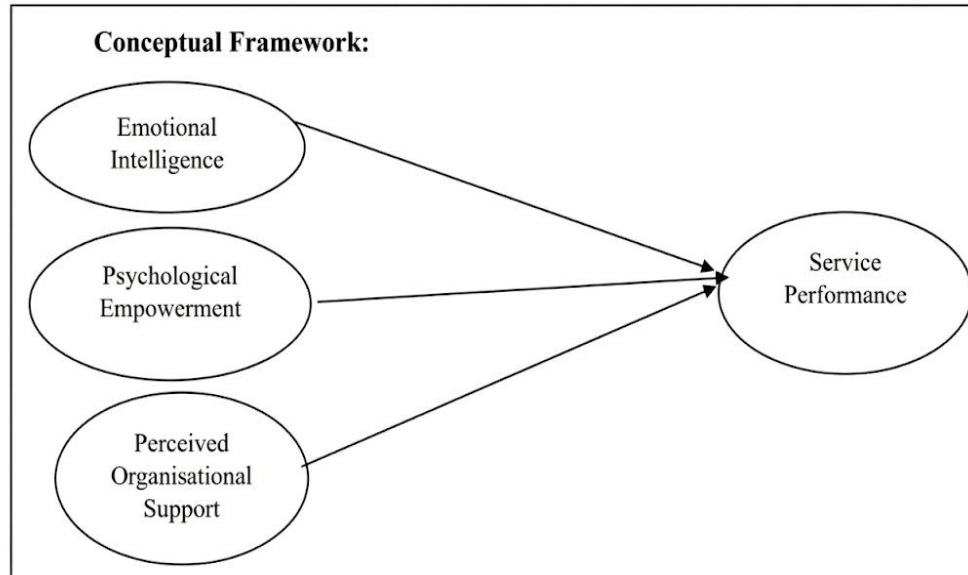 Conceptual Framework:
Emotional
Intelligence
Psychological
Empowerment
Service
Performance
Perceived
Organisational
Support